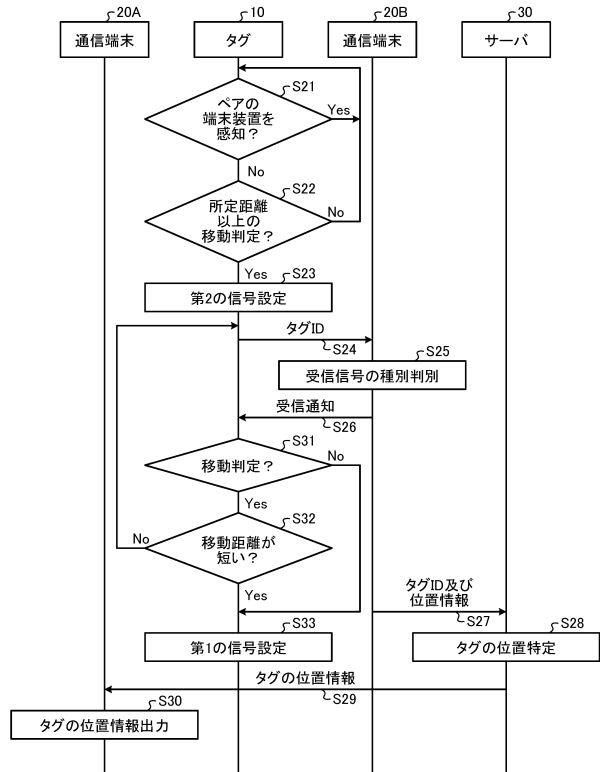 20A
10
20B
30
通信端末
タグ
通信端末
サーバ
S21
ペアの
端末装置を
感知？
Yes
No
S22
所定距離
以上の
移動判定？
No
Yes
S23
第2の信号設定
タグID
S24
S25
受信信号の種別判別
受信通知
S26
S31
移動判定？
No
Yes
S32
移動距離が
短い？
No
Yes
タグID及び
位置情報
S27
S28
タグの位置特定
S33
第1の信号設定
タグの位置情報
S29
S30
タグの位置情報出力